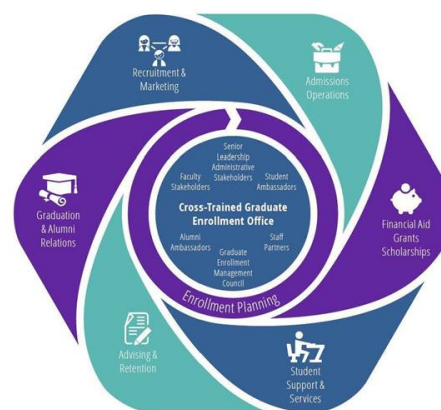 Recruitment &
Marketing
Admissions
Operations
Financial Aid
Grants
Scholarships
Student
Support &
Services
Advising &
Retention
Graduation
& Alumni
Relations
Senior
Leadership
Administrative
Stakeholders
Faculty
Stakeholders
Student
Ambassadors
Cross-Trained Graduate
Enrollment Office
Alumni
Ambassadors
Staff
Partners
Graduate
Enrollment
Management
Council
Enrollment Planning